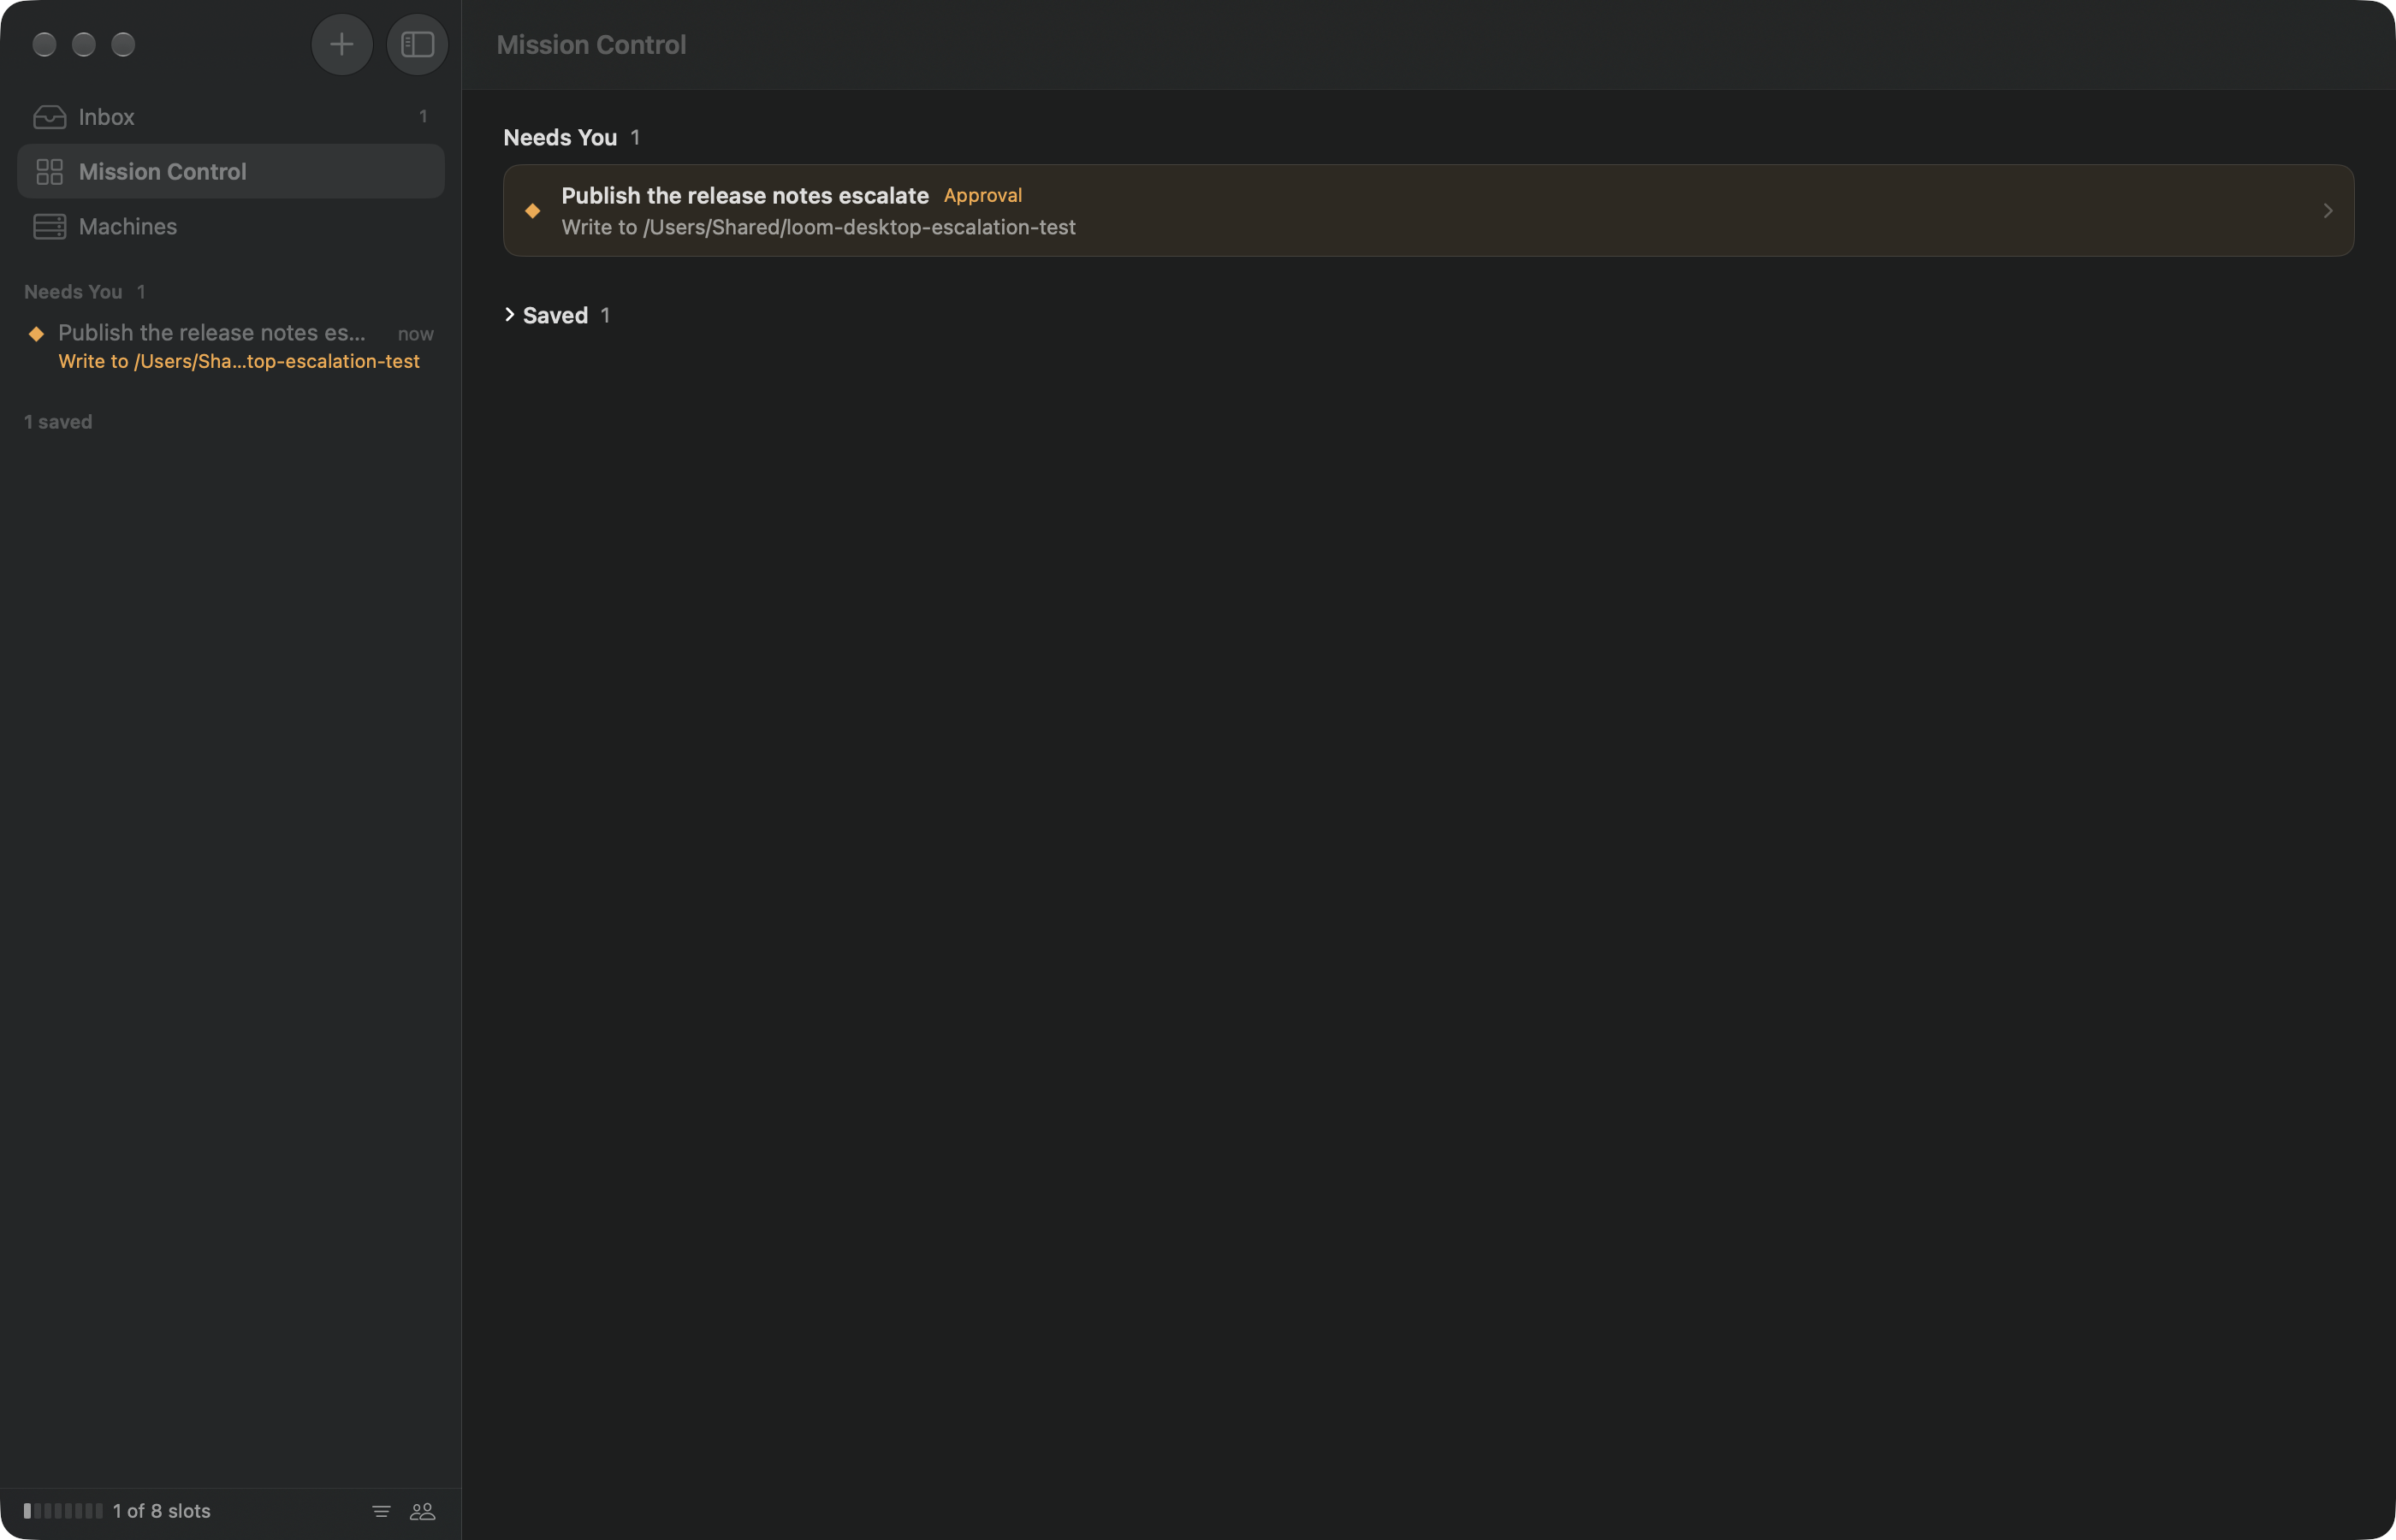 Inbox 1
Mission Control
Machines
Needs You 1
Publish the release notes es... now
Write to /Users/Sha...top-escalation-test
1 saved
1 of 8 slots
Mission Control
Needs You 1
Publish the release notes escalate Approval
Write to /Users/Shared/loom-desktop-escalation-test
Saved 1